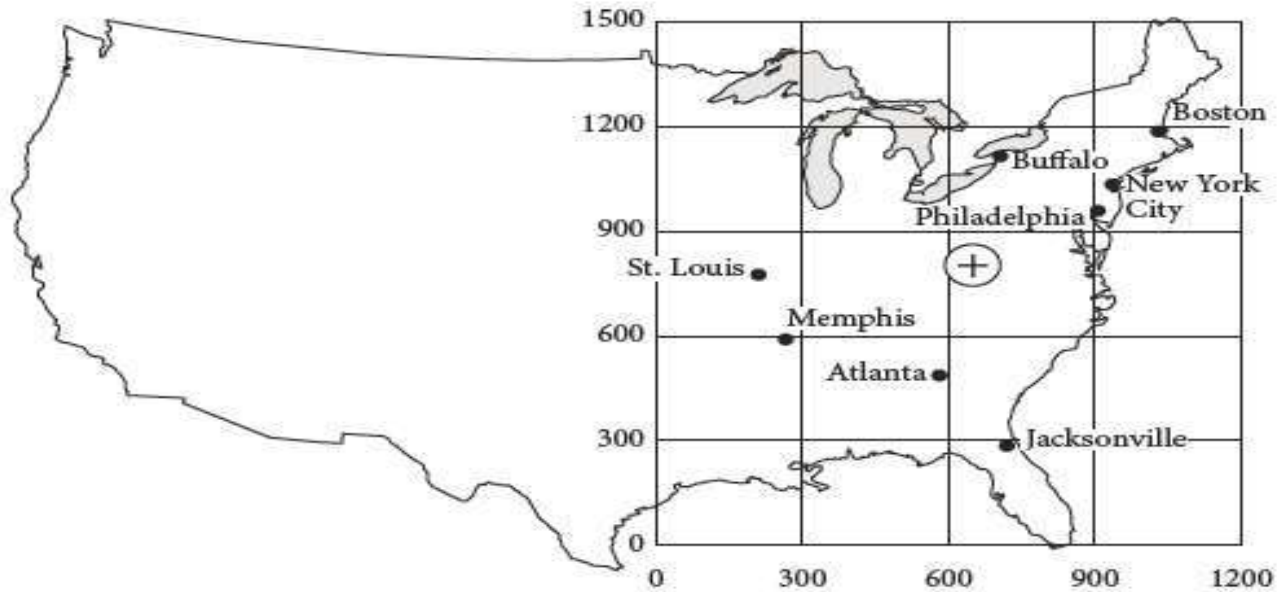 1500
1200
Boston
Buffalo
New York
City
Philadelphia
900
St. Louis
Memphis
600
Atlanta
300
Jacksonville
0
0 300 600 900 1200